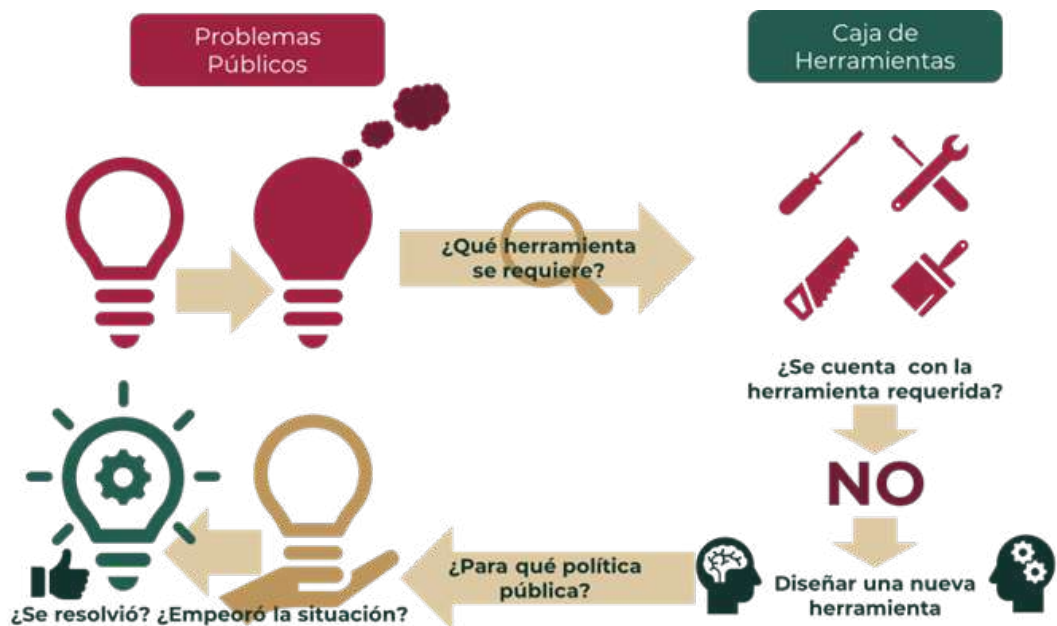 Problemas
Públicos
Caja de
Herramientas
¿Qué herramienta
se requiere?
¿Se cuenta con la
herramienta requerida?
NO
Diseñar una nueva
herramienta
¿Para qué política
pública?
¿Se resolvió? ¿Empeoró la situación?